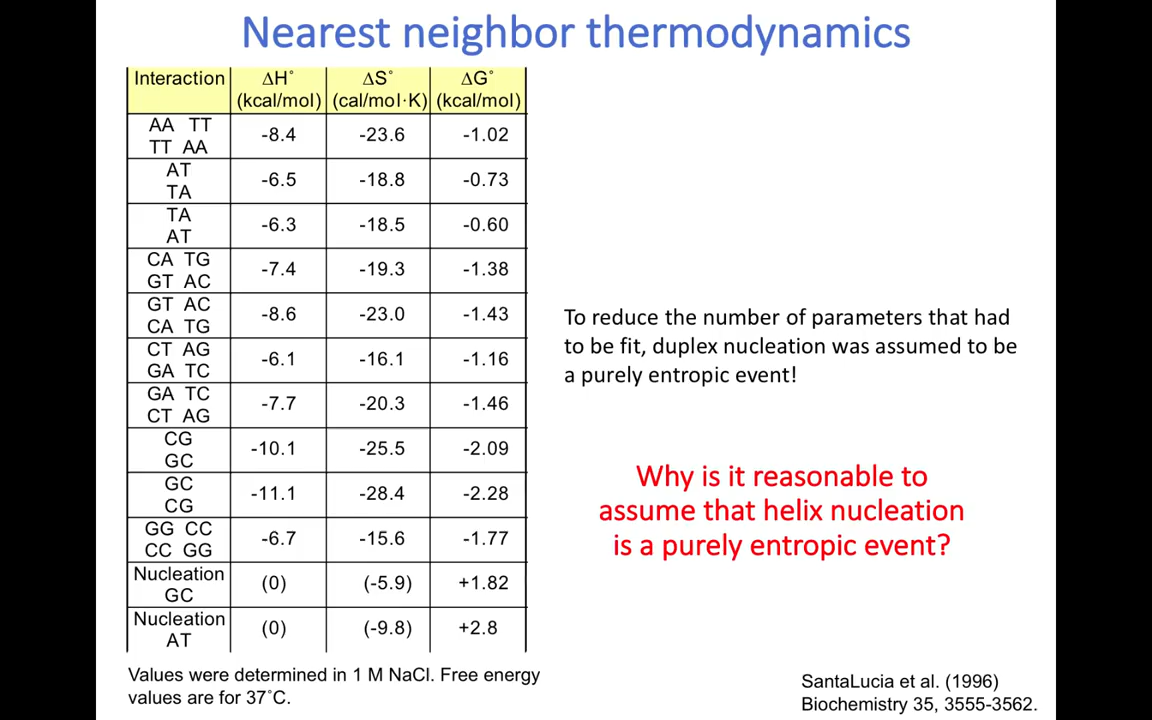 Nearest neighbor thermodynamics
Interaction ΔH˚ ΔS˚ ΔG˚
(kcal/mol) (cal/mol·K) (kcal/mol)
AA TT
TT AA
-8.4 -23.6 -1.02
AT
TA
-6.5 -18.8 -0.73
TA
AT
-6.3 -18.5 -0.60
CA TG
GT AC
-7.4 -19.3 -1.38
GT AC
CA TG
-8.6 -23.0 -1.43
CT AG
GA TC
-6.1 -16.1 -1.16
GA TC
CT AG
-7.7 -20.3 -1.46
CG
GC
-10.1 -25.5 -2.09
GC
CG
-11.1 -28.4 -2.28
GG CC
CC GG
-6.7 -15.6 -1.77
Nucleation
GC
(0) (-5.9) +1.82
Nucleation
AT
(0) (-9.8) +2.8
Values were determined in 1 M NaCl. Free energy
values are for 37˚C.
To reduce the number of parameters that had
to be fit, duplex nucleation was assumed to be
a purely entropic event!
Why is it reasonable to
assume that helix nucleation
is a purely entropic event?
SantaLucia et al. (1996)
Biochemistry 35, 3555-3562.